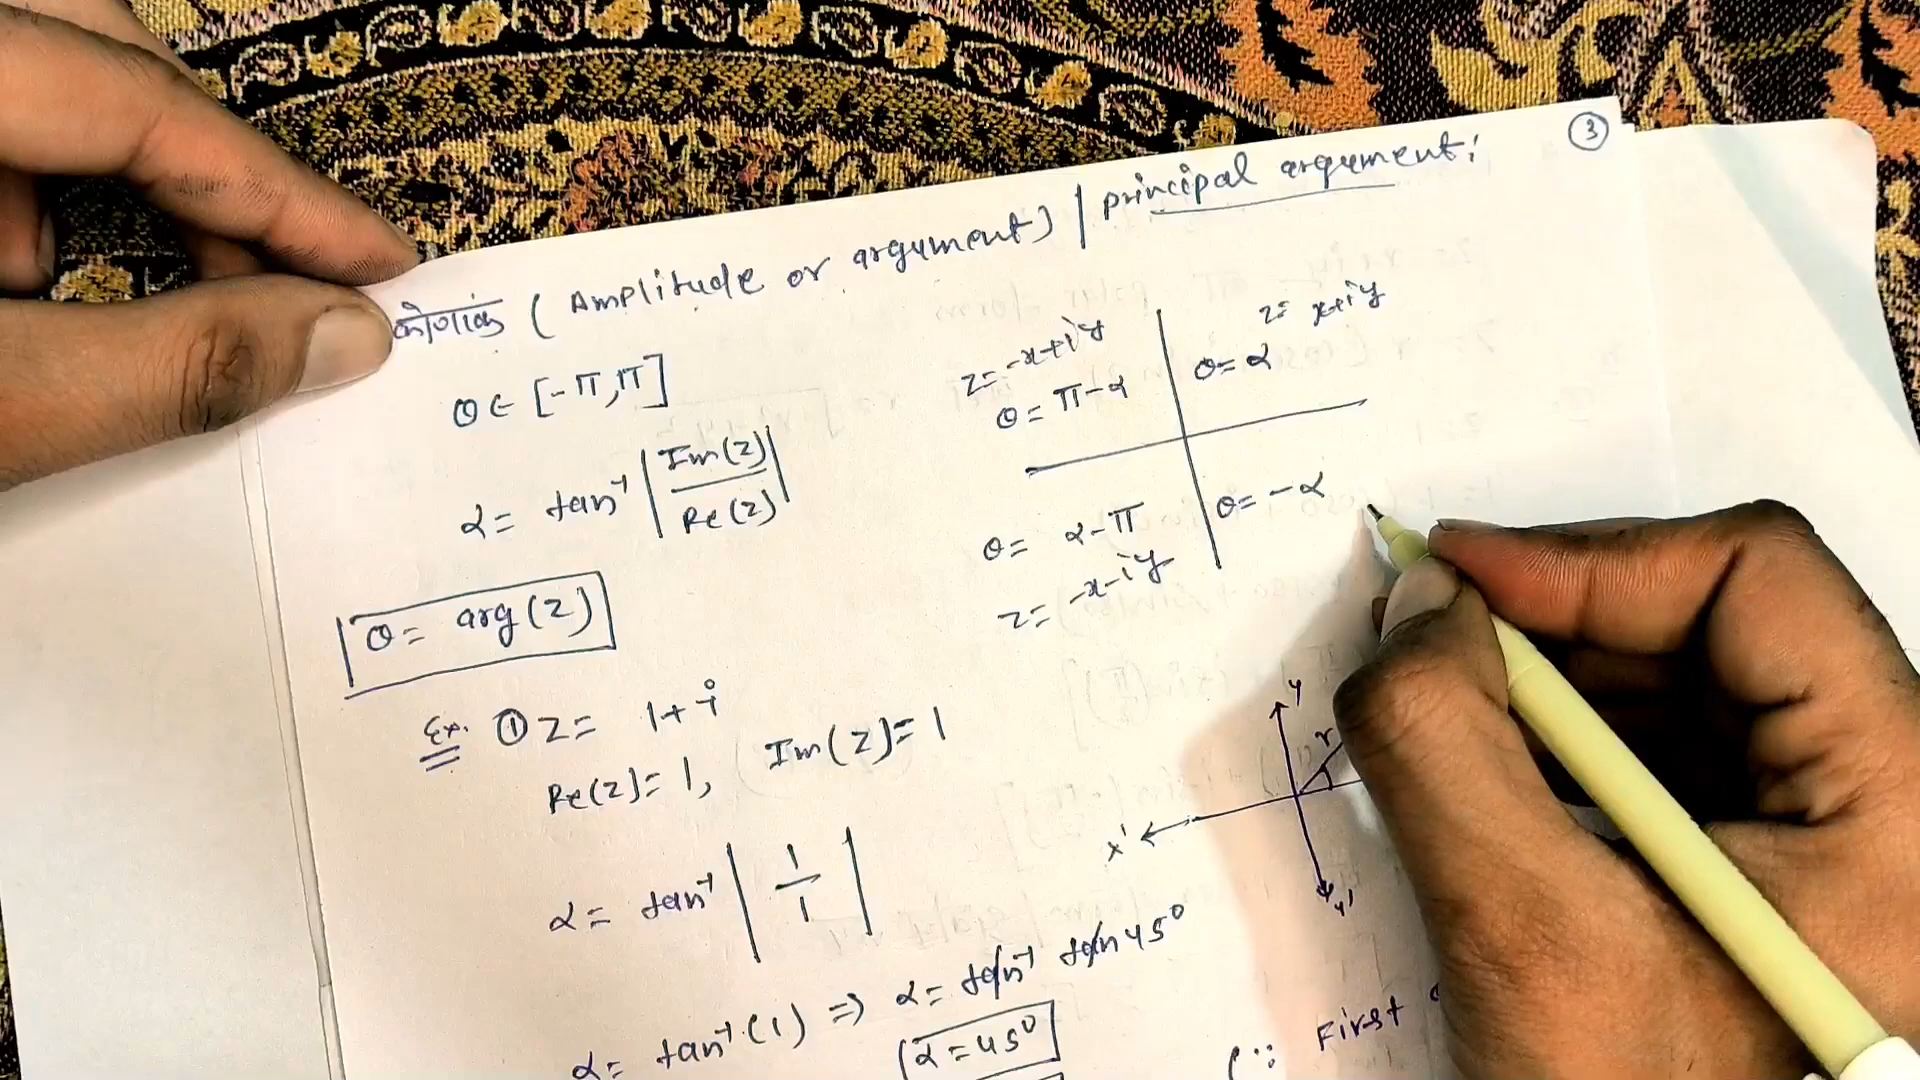 ③
कोणांक ( Amplitude or argument) | principal argument:
θ ∈ [-π, π]
α = tan⁻¹ |Im(z)/Re(z)|
θ = arg(z)
z = -x+iy
θ = π-α
z = x+iy
θ = α
θ = α-π
z = -x-iy
θ = -α
Ex. ① z = 1+i
Re(z) = 1, Im(z) = 1
α = tan⁻¹ |1/1|
α = tan⁻¹(1) ⇒ α = tan⁻¹ tan 45°
α = 45°
y
r
x'
y'
(∵ First